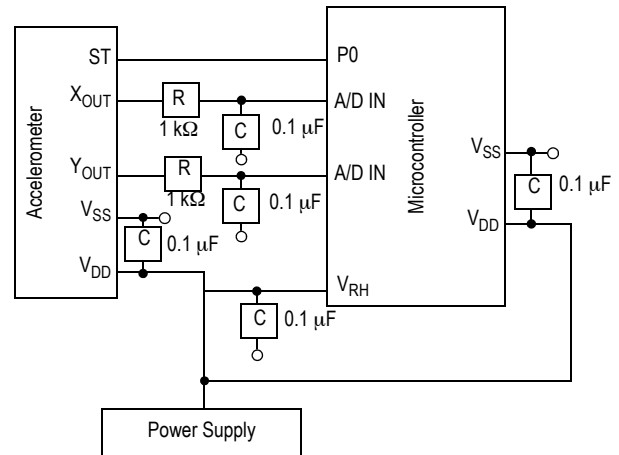 Accelerometer
ST
P0
X_OUT
R
1 kΩ
C
0.1 μF
A/D IN
Microcontroller
Y_OUT
R
1 kΩ
C
0.1 μF
A/D IN
V_SS
C
0.1 μF
V_DD
V_SS
C
0.1 μF
V_DD
V_RH
C
0.1 μF
Power Supply